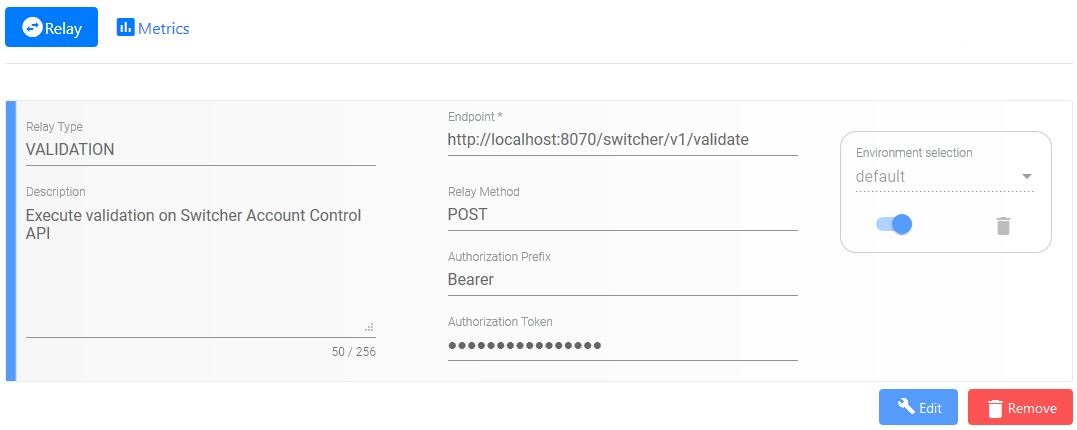 Relay
Metrics
Relay Type
VALIDATION
Description
Execute validation on Switcher Account Control
API
50 / 256
Endpoint *
http://localhost:8070/switcher/v1/validate
Relay Method
POST
Authorization Prefix
Bearer
Authorization Token
••••••••••••••••
Environment selection
default
Edit
Remove